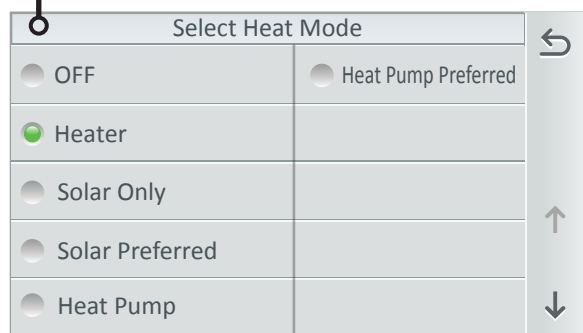 Select Heat Mode
OFF
Heat Pump Preferred
Heater
Solar Only
Solar Preferred
Heat Pump